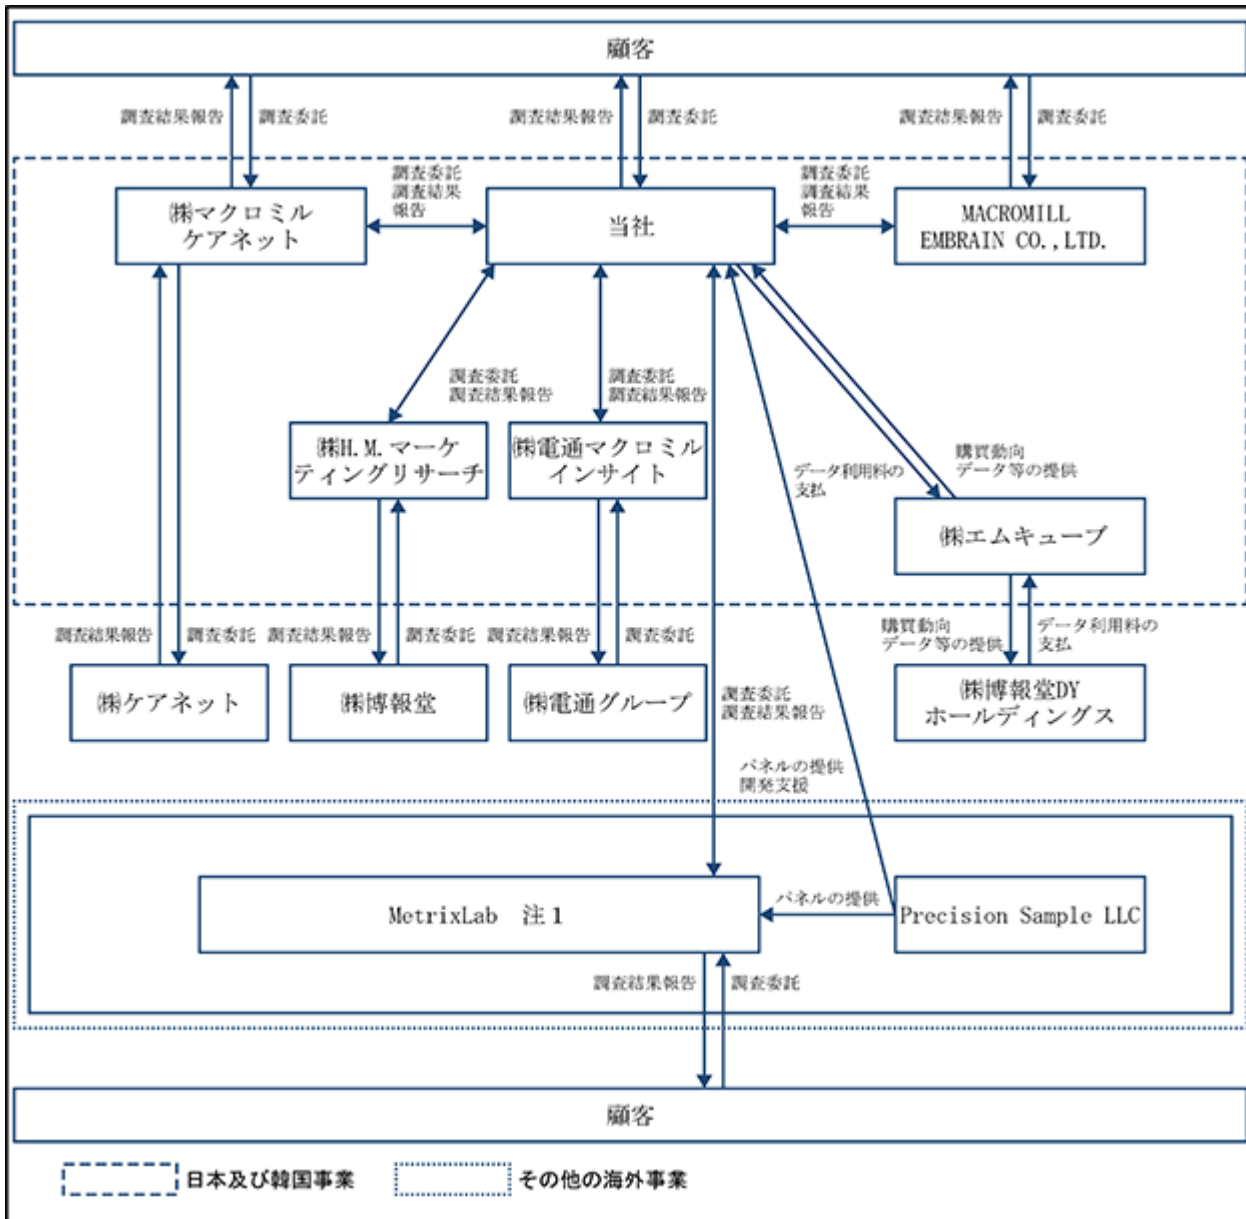 顧客
調査結果報告
調査委託
調査結果報告
調査委託
調査結果報告
調査委託
㈱マクロミル
ケアネット
調査委託
調査結果
報告
当社
調査委託
調査結果
報告
MACROMILL
EMBRAIN CO.,LTD.
調査委託
調査結果報告
調査委託
調査結果報告
㈱H.M.マーケ
ティングリサーチ
㈱電通マクロミル
インサイト
データ利用料の
支払
購買動向
データ等の提供
㈱エムキューブ
調査結果報告
調査委託
調査結果報告
調査委託
調査結果報告
調査委託
購買動向
データ等の提供
データ利用料の
支払
㈱ケアネット
㈱博報堂
㈱電通グループ
調査委託
調査結果報告
㈱博報堂DY
ホールディングス
パネルの提供
開発支援
MetrixLab 注1
パネルの提供
Precision Sample LLC
調査結果報告
調査委託
顧客
日本及び韓国事業
その他の海外事業